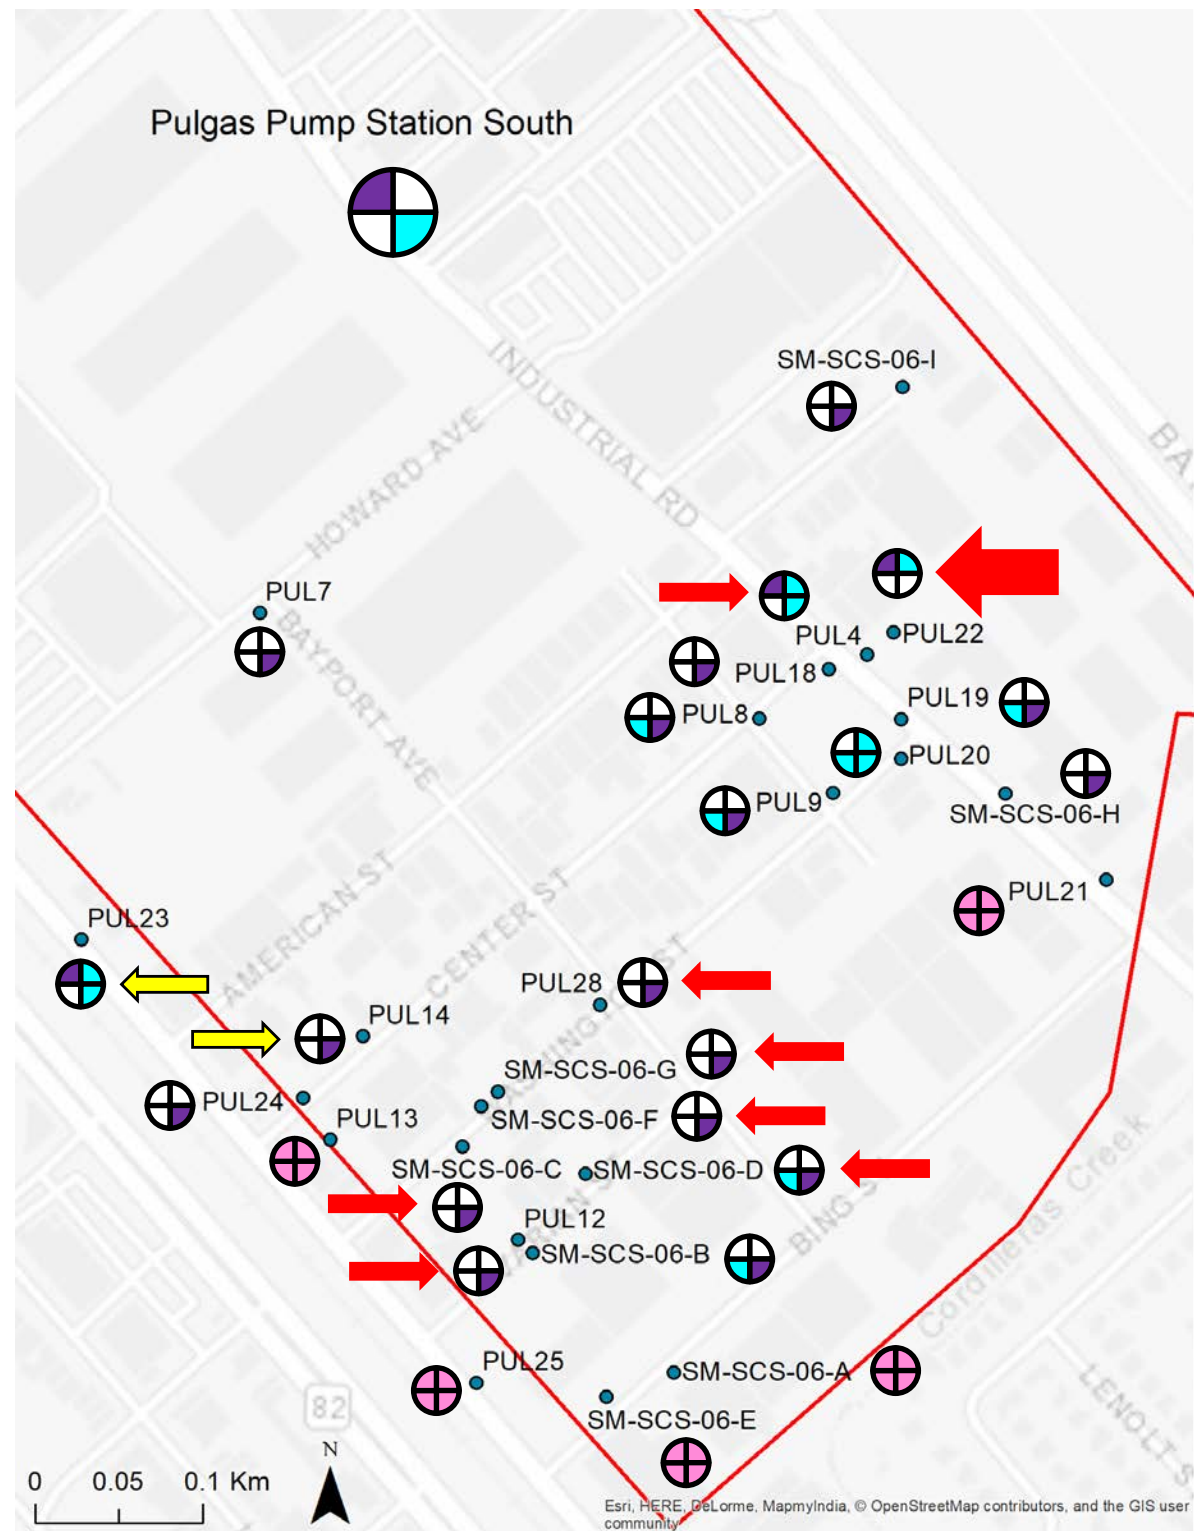 Pulgas Pump Station South
SM-SCS-06-I
INDUSTRIAL RD
HOWARD AVE
PUL7
BAYPORT AVE
PUL22
PUL4
PUL18
PUL19
PUL8
PUL20
PUL9
SM-SCS-06-H
PUL21
PUL23
AMERICAN ST
CENTER ST
PUL28
PUL14
SM-SCS-06-G
PUL24
SM-SCS-06-F
PUL13
SM-SCS-06-C
SM-SCS-06-D
PUL12
SM-SCS-06-B
BING
Cordilleras Creek
PUL25
SM-SCS-06-A
SM-SCS-06-E
82
LENOLT S
N
0 0.05 0.1 Km
Esri, HERE, DeLorme, MapmyIndia, © OpenStreetMap contributors, and the GIS user
community